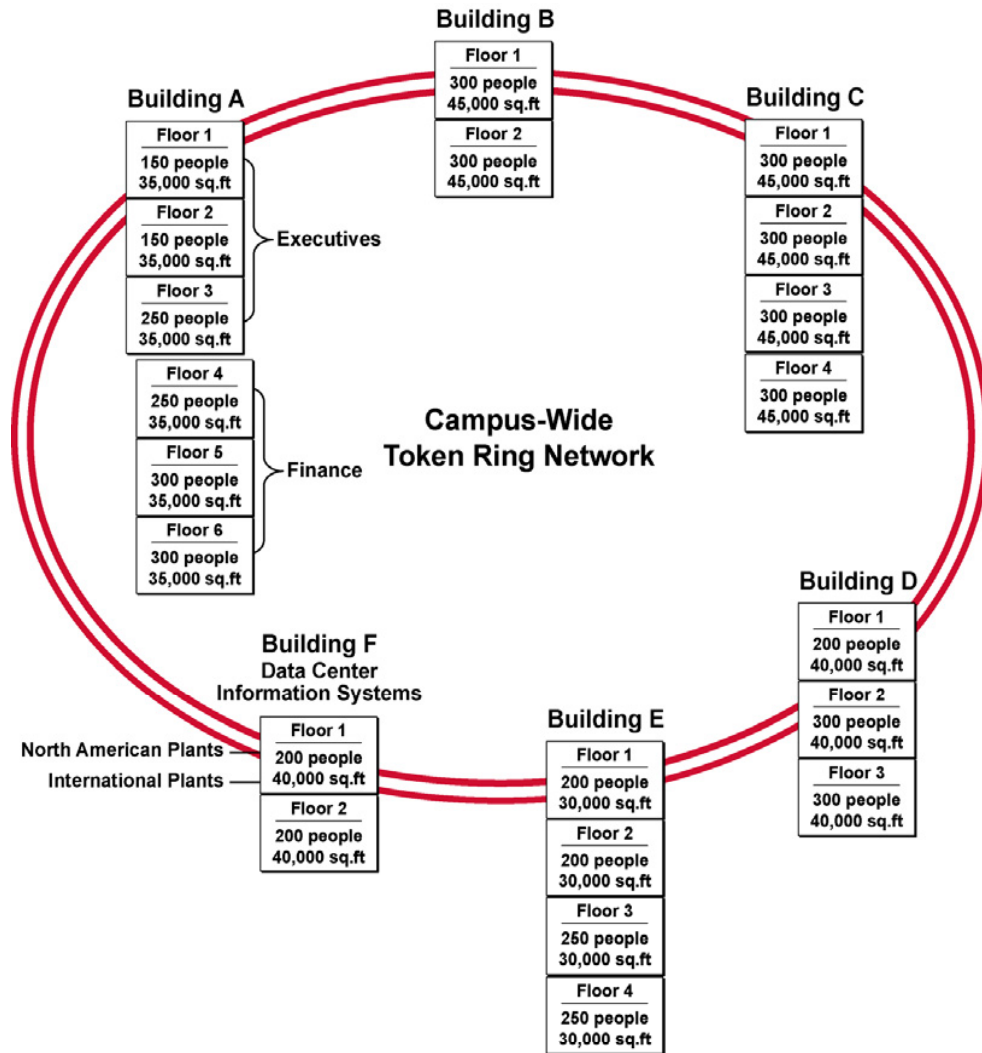 Building B
Floor 1
300 people
45,000 sq.ft
Floor 2
300 people
45,000 sq.ft
Building A
Floor 1
150 people
35,000 sq.ft
Floor 2
150 people
35,000 sq.ft
Floor 3
250 people
35,000 sq.ft
Executives
Floor 4
250 people
35,000 sq.ft
Floor 5
300 people
35,000 sq.ft
Floor 6
300 people
35,000 sq.ft
Finance
Building C
Floor 1
300 people
45,000 sq.ft
Floor 2
300 people
45,000 sq.ft
Floor 3
300 people
45,000 sq.ft
Floor 4
300 people
45,000 sq.ft
Campus-Wide
Token Ring Network
Building D
Floor 1
200 people
40,000 sq.ft
Floor 2
300 people
40,000 sq.ft
Floor 3
300 people
40,000 sq.ft
Building F
Data Center
Information Systems
North American Plants
International Plants
Floor 1
200 people
40,000 sq.ft
Floor 2
200 people
40,000 sq.ft
Building E
Floor 1
200 people
30,000 sq.ft
Floor 2
200 people
30,000 sq.ft
Floor 3
250 people
30,000 sq.ft
Floor 4
250 people
30,000 sq.ft